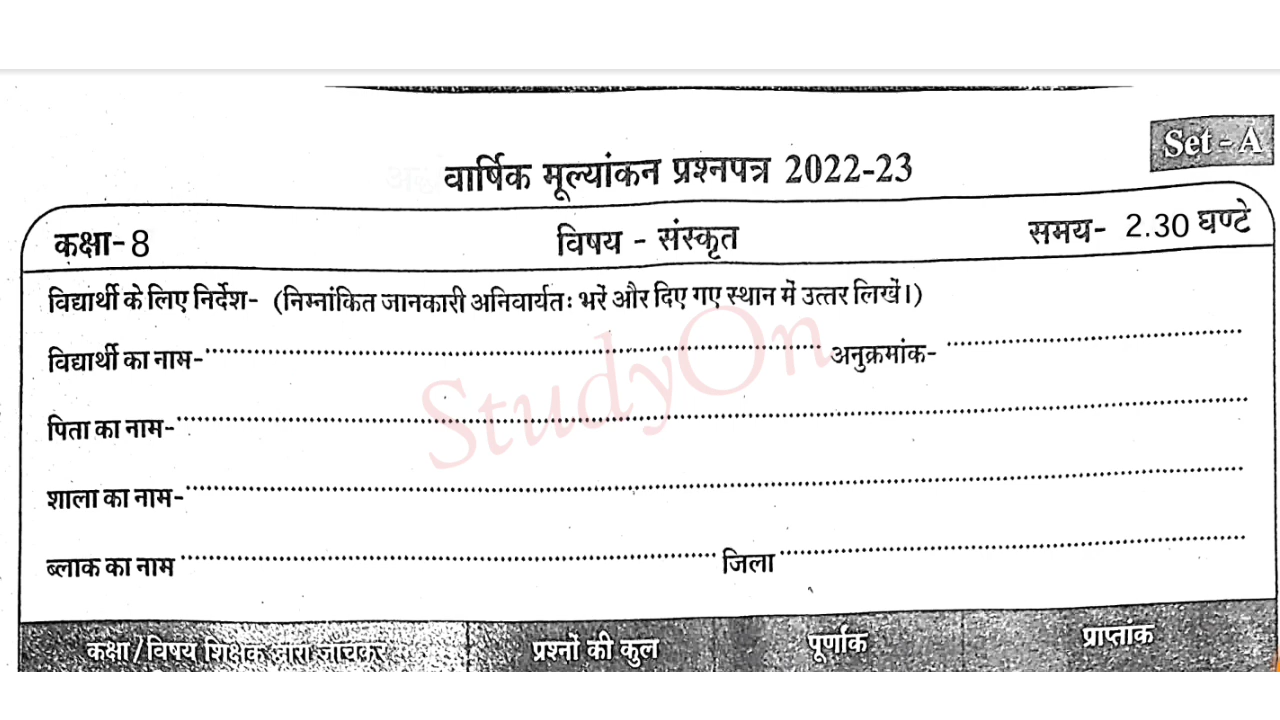 Set - A
वार्षिक मूल्यांकन प्रश्नपत्र 2022-23
कक्षा-8 विषय - संस्कृत समय- 2.30 घण्टे
विद्यार्थी के लिए निर्देश- (निम्नांकित जानकारी अनिवार्यतः भरें और दिए गए स्थान में उत्तर लिखें।)
विद्यार्थी का नाम- अनुक्रमांक-
StudyOn
पिता का नाम-
शाला का नाम-
ब्लाक का नाम जिला
कक्षा/विषय शिक्षक द्वारा जांचकर प्रश्नों की कुल पूर्णांक प्राप्तांक